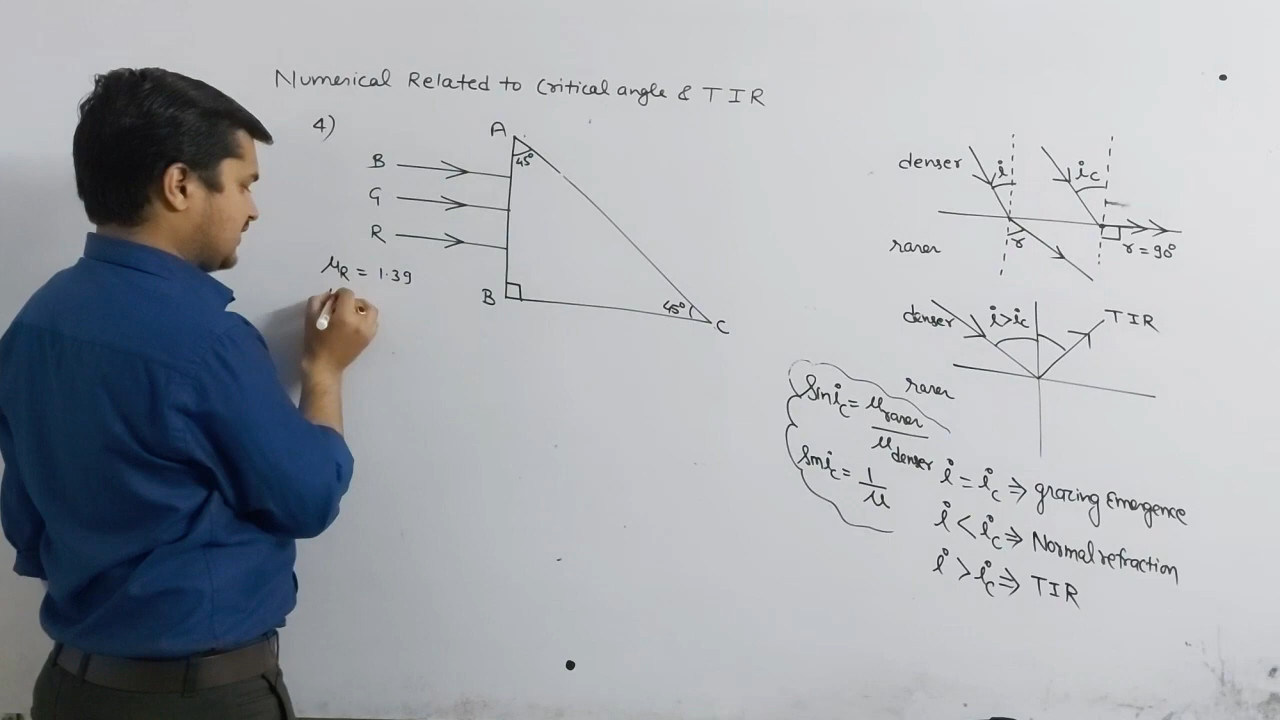 Numerical Related to Critical angle & TIR
4)
A
45°
B
G
R
μR = 1.39
B
45°
C
denser
i
ic
rarer
r
r = 90°
denser
i>ic
TIR
rarer
Sin ic = μrarer / μdenser
Sin ic = 1 / μ
i = ic ⇒ grazing Emergence
i < ic ⇒ Normal refraction
i > ic ⇒ TIR